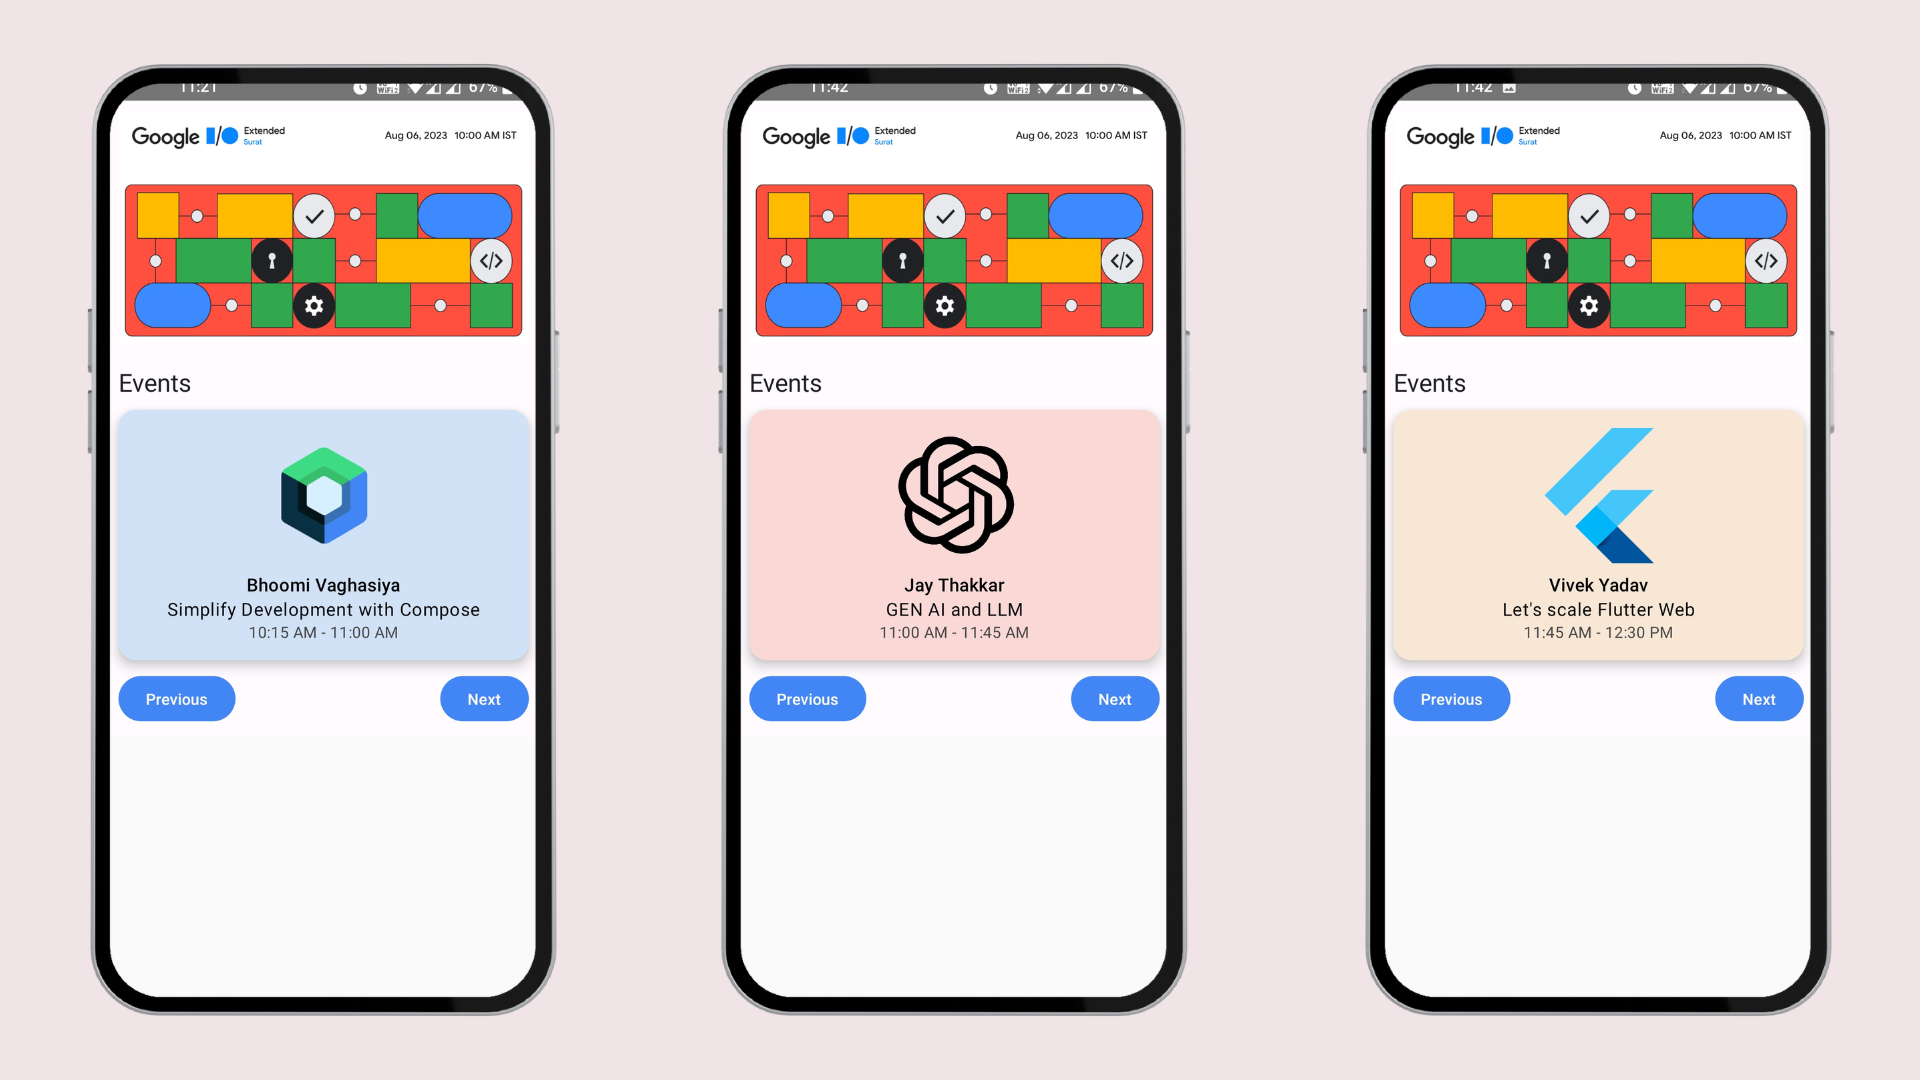 11:21
67%
Google I/O Extended
Surat
Aug 06, 2023 10:00 AM IST
</>
Events
Bhoomi Vaghasiya
Simplify Development with Compose
10:15 AM - 11:00 AM
Previous
Next
11:42
67%
Google I/O Extended
Surat
Aug 06, 2023 10:00 AM IST
</>
Events
Jay Thakkar
GEN AI and LLM
11:00 AM - 11:45 AM
Previous
Next
11:42
67%
Google I/O Extended
Surat
Aug 06, 2023 10:00 AM IST
</>
Events
Vivek Yadav
Let's scale Flutter Web
11:45 AM - 12:30 PM
Previous
Next